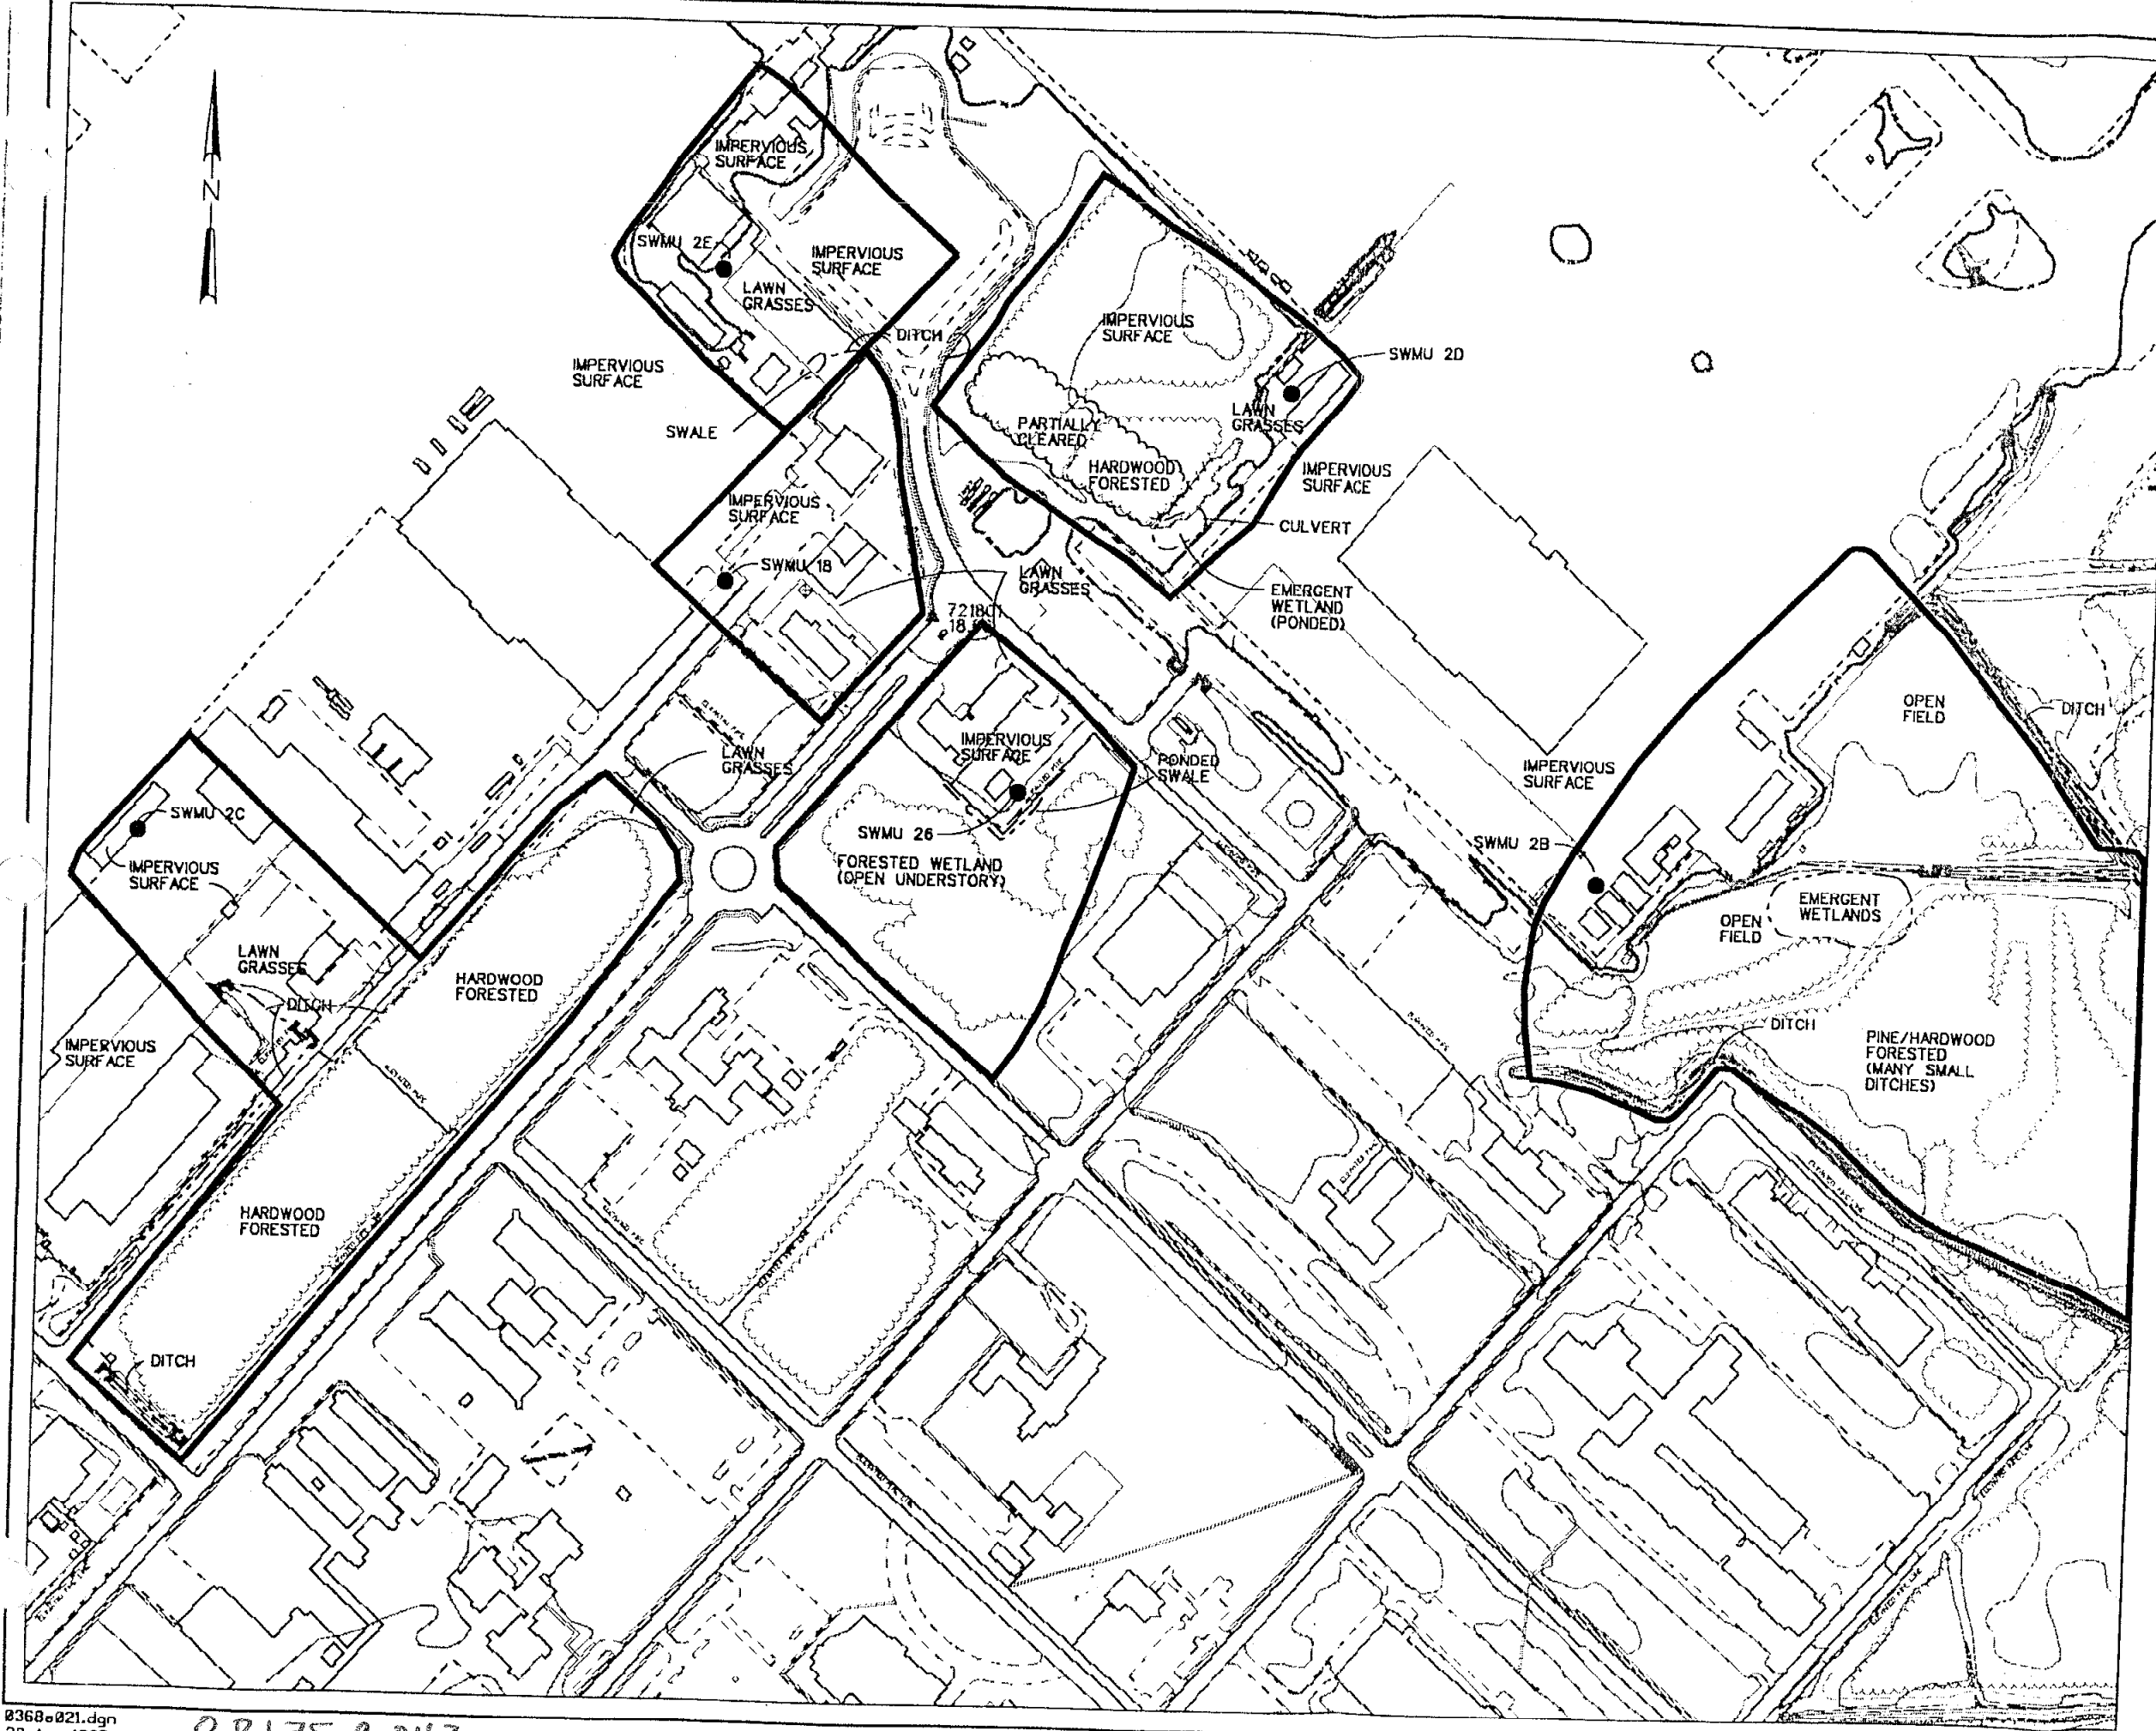 N
IMPERVIOUS
SURFACE
SWMU 2E
IMPERVIOUS
SURFACE
LAWN
GRASSES
DITCH
IMPERVIOUS
SURFACE
SWALE
IMPERVIOUS
SURFACE
SWMU 2D
LAWN
GRASSES
PARTIALLY
CLEARED
HARDWOOD
FORESTED
IMPERVIOUS
SURFACE
CULVERT
EMERGENT
WETLAND
(PONDED)
IMPERVIOUS
SURFACE
SWMU 18
LAWN
GRASSES
721801
18
LAWN
GRASSES
IMPERVIOUS
SURFACE
PONDED
SWALE
SWMU 26
FORESTED WETLAND
(OPEN UNDERSTORY)
OPEN
FIELD
DITCH
IMPERVIOUS
SURFACE
SWMU 2B
EMERGENT
WETLANDS
OPEN
FIELD
DITCH
PINE/HARDWOOD
FORESTED
(MANY SMALL
DITCHES)
SWMU 2C
IMPERVIOUS
SURFACE
LAWN
GRASSES
DITCH
HARDWOOD
FORESTED
IMPERVIOUS
SURFACE
HARDWOOD
FORESTED
DITCH
0368a021.dgn